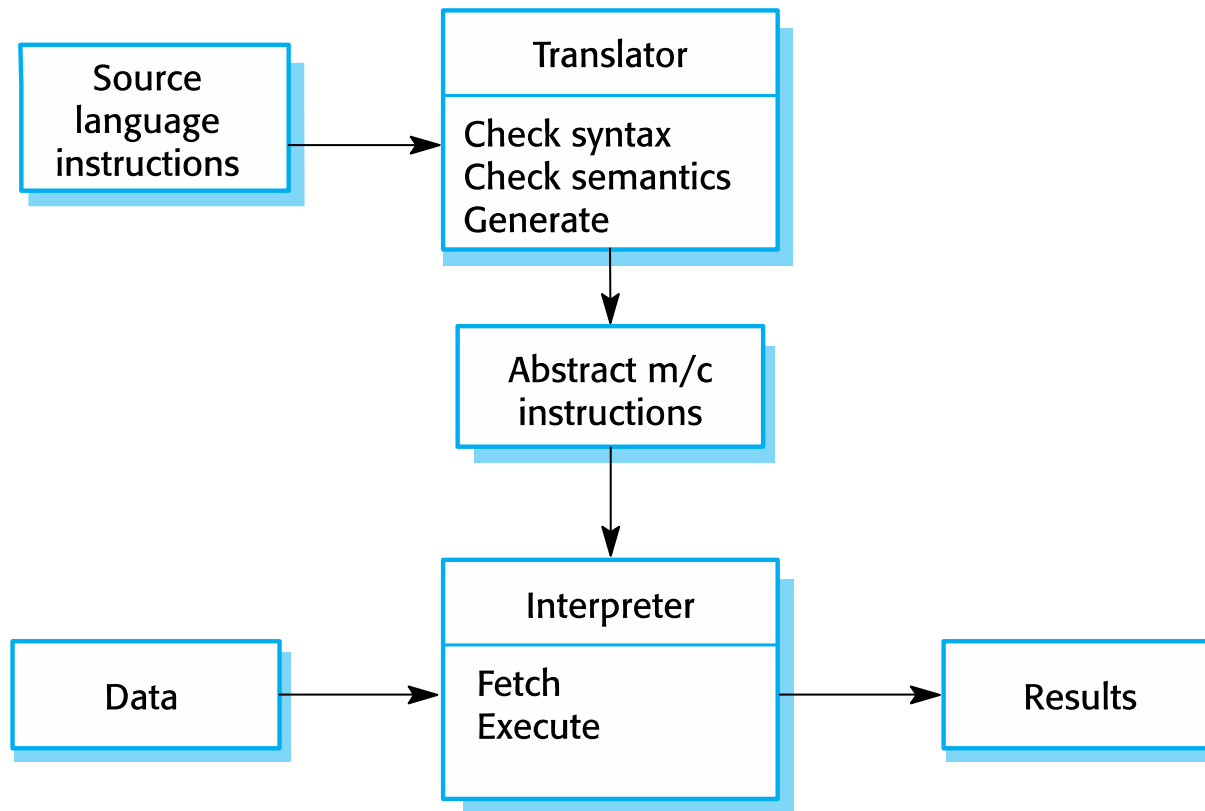 Source
language
instructions
Translator
Check syntax
Check semantics
Generate
Abstract m/c
instructions
Interpreter
Fetch
Execute
Data
Results